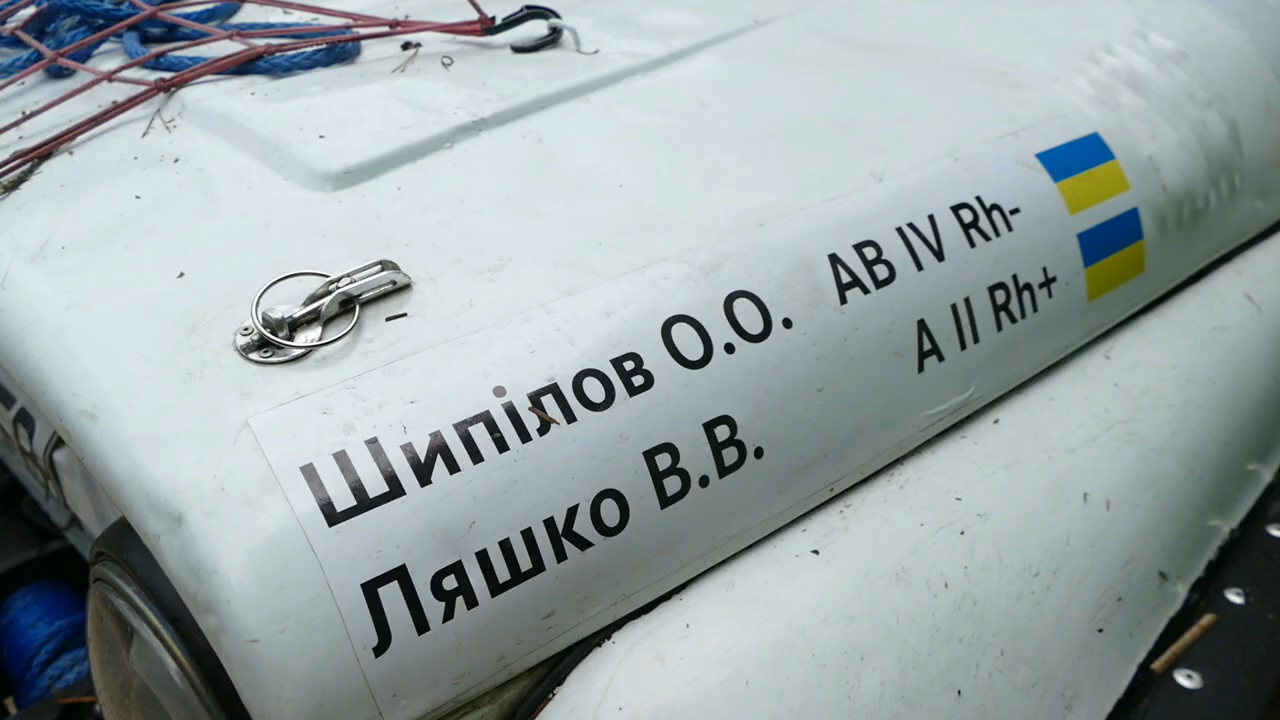 Шипілов О.О. AB IV Rh-
Ляшко В.В. A II Rh+